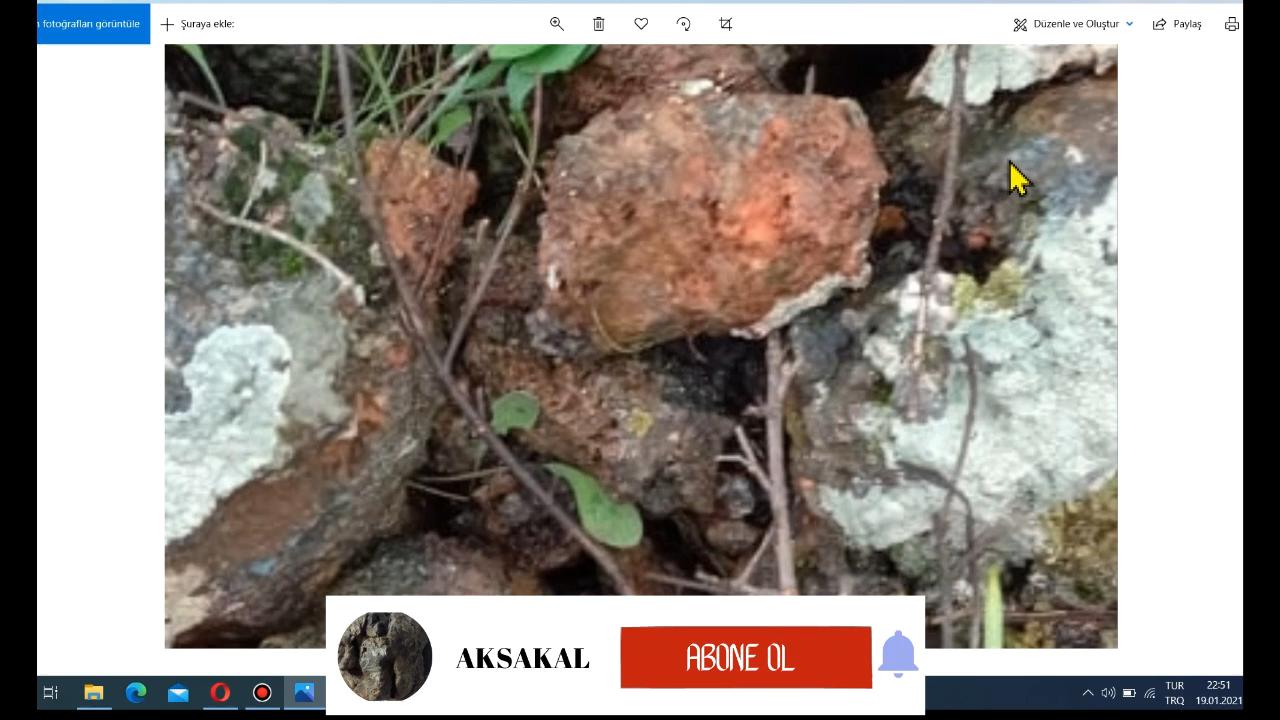 fotoğrafları görüntüle
Şuraya ekle:
Düzenle ve Oluştur
Paylaş
AKSAKAL
ABONE OL
TUR
TRQ
22:51
19.01.2021